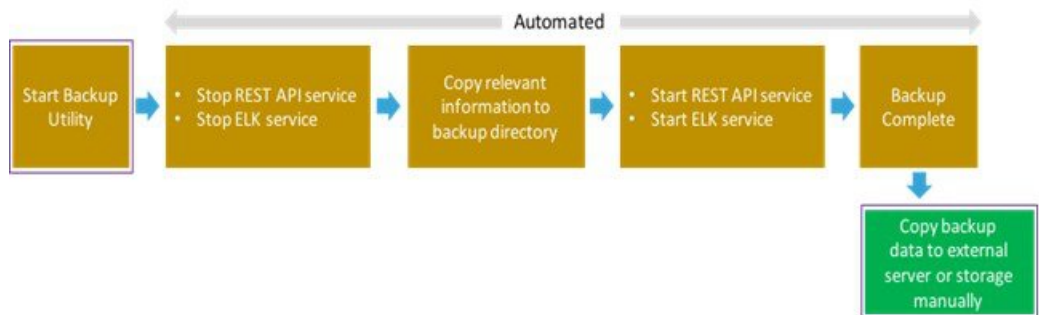 Automated
Start Backup
Utility
• Stop REST API service
• Stop ELK service
Copy relevant
information to
backup directory
• Start REST API service
• Start ELK service
Backup
Complete
Copy backup
data to external
server or storage
manually